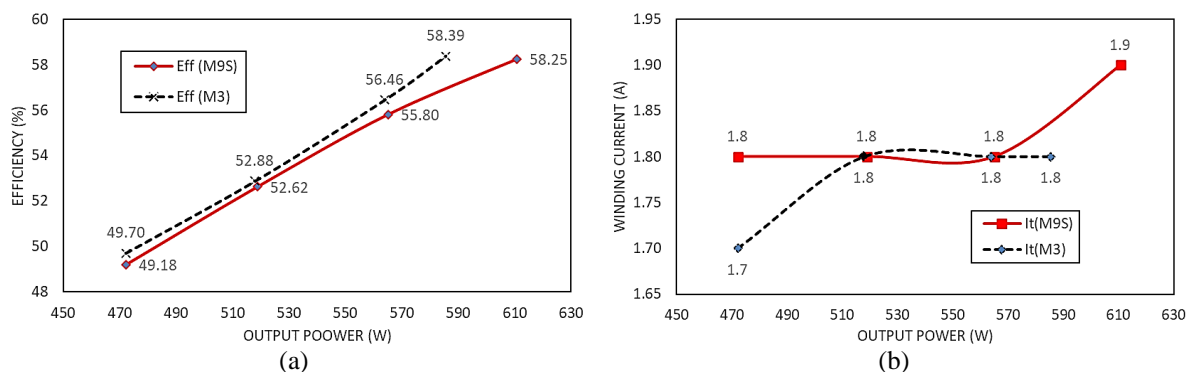 60
58
56
54
52
50
48
EFFICIENCY (%)
Eff (M9S)
Eff (M3)
58.39
56.46
58.25
55.80
52.88
52.62
49.70
49.18
450 470 490 510 530 550 570 590 610 630
OUTPUT POOWER (W)
(a)
1.95
1.90
1.85
1.80
1.75
1.70
1.65
WINDING CURRENT (A)
1.9
1.8 1.8 1.8
1.8 1.8 1.8
1.7
It(M9S)
It(M3)
450 470 490 510 530 550 570 590 610 630
OUTPUT POWER (W)
(b)